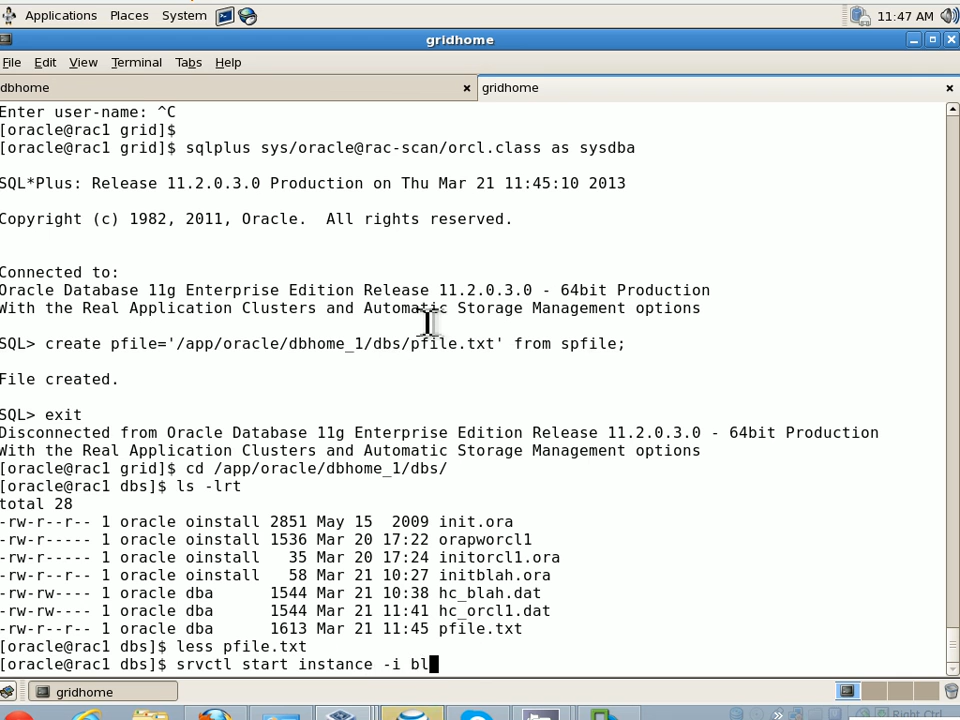 Applications Places System 11:47 AM
gridhome
File Edit View Terminal Tabs Help
dbhome gridhome
Enter user-name: ^C
[oracle@rac1 grid]$
[oracle@rac1 grid]$ sqlplus sys/oracle@rac-scan/orcl.class as sysdba
SQL*Plus: Release 11.2.0.3.0 Production on Thu Mar 21 11:45:10 2013
Copyright (c) 1982, 2011, Oracle.  All rights reserved.
Connected to:
Oracle Database 11g Enterprise Edition Release 11.2.0.3.0 - 64bit Production
With the Real Application Clusters and Automatic Storage Management options
SQL> create pfile='/app/oracle/dbhome_1/dbs/pfile.txt' from spfile;
File created.
SQL> exit
Disconnected from Oracle Database 11g Enterprise Edition Release 11.2.0.3.0 - 64bit Production
With the Real Application Clusters and Automatic Storage Management options
[oracle@rac1 grid]$ cd /app/oracle/dbhome_1/dbs/
[oracle@rac1 dbs]$ ls -lrt
total 28
-rw-r--r-- 1 oracle oinstall 2851 May 15  2009 init.ora
-rw-r----- 1 oracle oinstall 1536 Mar 20 17:22 orapworcl1
-rw-r--r-- 1 oracle oinstall   35 Mar 20 17:24 initorcl1.ora
-rw-r--r-- 1 oracle oinstall   58 Mar 21 10:27 initblah.ora
-rw-rw---- 1 oracle dba      1544 Mar 21 10:38 hc_blah.dat
-rw-rw---- 1 oracle dba      1544 Mar 21 11:41 hc_orcl1.dat
-rw-r--r-- 1 oracle dba      1613 Mar 21 11:45 pfile.txt
[oracle@rac1 dbs]$ less pfile.txt
[oracle@rac1 dbs]$ srvctl start instance -i bl
gridhome
Right Ctrl